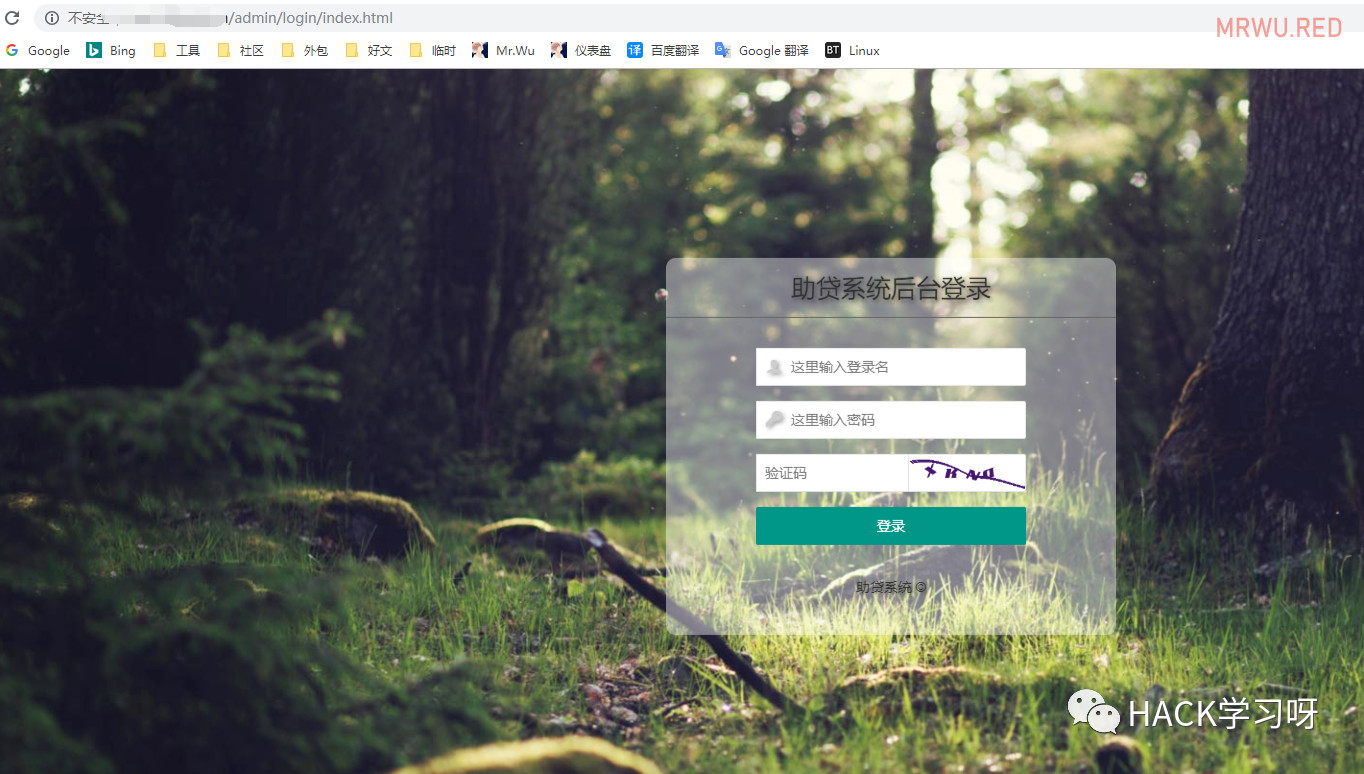 不安全 /admin/login/index.html
MRWU.RED
Google Bing 工具 社区 外包 好文 临时 Mr.Wu 仪表盘 译 百度翻译 Google 翻译 BT Linux
助贷系统后台登录
这里输入登录名
这里输入密码
验证码
登录
助贷系统 ©
HACK学习呀